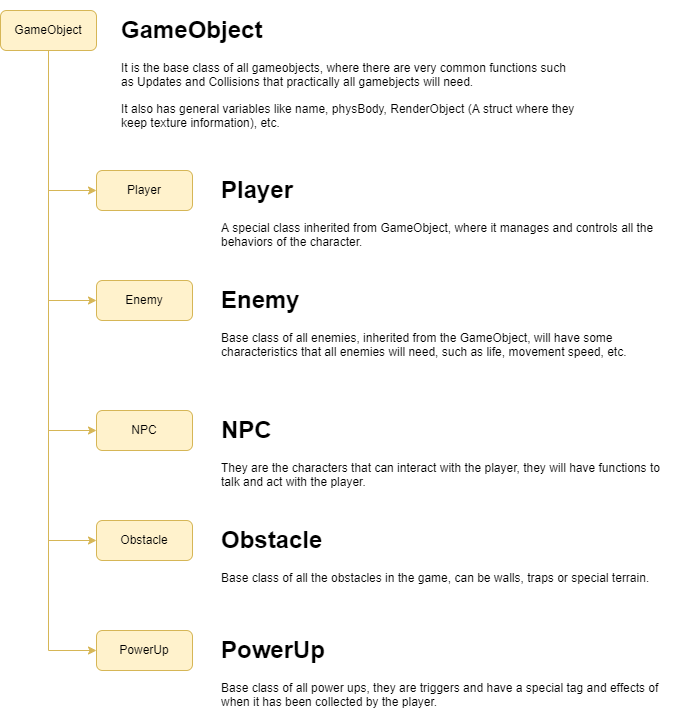 GameObject
GameObject
It is the base class of all gameobjects, where there are very common functions such
as Updates and Collisions that practically all gamebjects will need.
It also has general variables like name, physBody, RenderObject (A struct where they
keep texture information), etc.
Player
Player
A special class inherited from GameObject, where it manages and controls all the
behaviors of the character.
Enemy
Enemy
Base class of all enemies, inherited from the GameObject, will have some
characteristics that all enemies will need, such as life, movement speed, etc.
NPC
NPC
They are the characters that can interact with the player, they will have functions to
talk and act with the player.
Obstacle
Obstacle
Base class of all the obstacles in the game, can be walls, traps or special terrain.
PowerUp
PowerUp
Base class of all power ups, they are triggers and have a special tag and effects of
when it has been collected by the player.